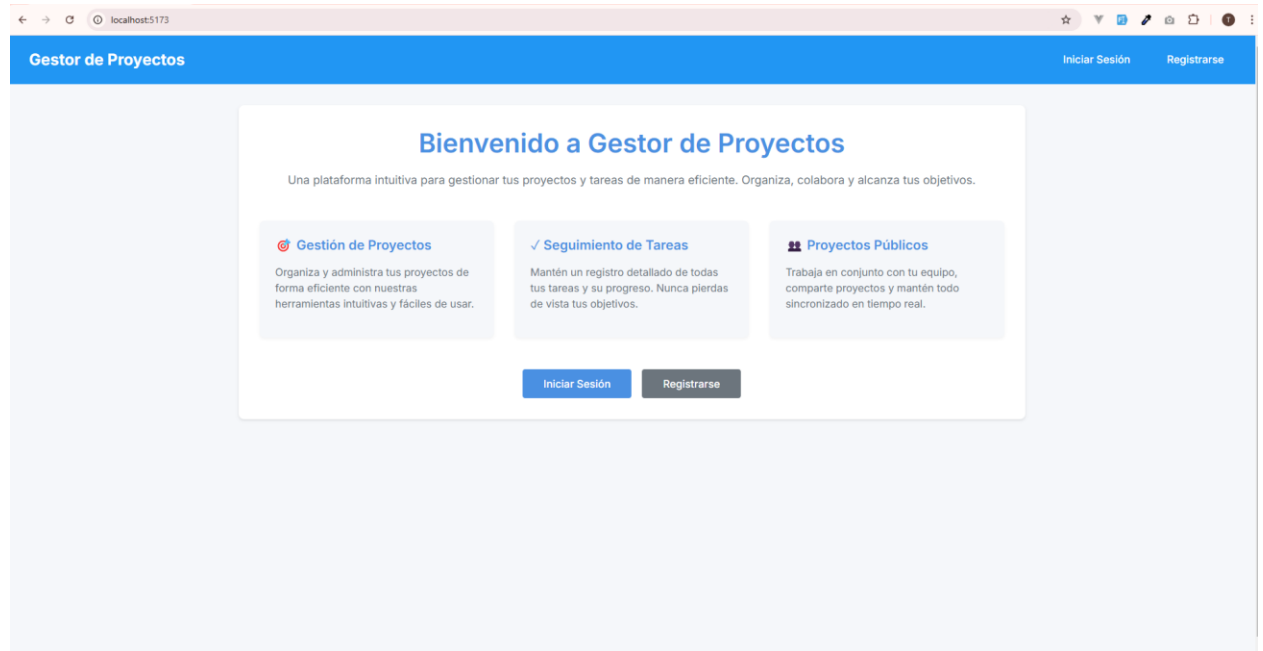 localhost:5173
T
Gestor de Proyectos
Iniciar Sesión
Registrarse
Bienvenido a Gestor de Proyectos
Una plataforma intuitiva para gestionar tus proyectos y tareas de manera eficiente. Organiza, colabora y alcanza tus objetivos.
🎯 Gestión de Proyectos
Organiza y administra tus proyectos de
forma eficiente con nuestras
herramientas intuitivas y fáciles de usar.
✓ Seguimiento de Tareas
Mantén un registro detallado de todas
tus tareas y su progreso. Nunca pierdas
de vista tus objetivos.
👥 Proyectos Públicos
Trabaja en conjunto con tu equipo,
comparte proyectos y mantén todo
sincronizado en tiempo real.
Iniciar Sesión
Registrarse